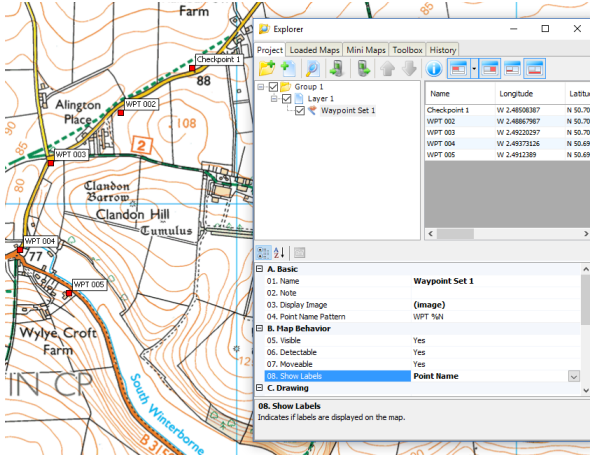 Farm
Checkpoint 1
88
Alington
Place
WPT 002
108
90
85
2
WPT 003
80
Clandon
Barrow
Clandon Hill
Tumulus
WPT 004
77
WPT 005
Wylye Croft
Farm
IN CP
South Winterborne
B 315
Explorer
Project Loaded Maps Mini Maps Toolbox History
Group 1
Layer 1
Waypoint Set 1
Name Longitude Latitu
Checkpoint 1 W 2.48508387 N 50.70
WPT 002 W 2.48867987 N 50.70
WPT 003 W 2.49220297 N 50.70
WPT 004 W 2.49373126 N 50.69
WPT 005 W 2.4912389 N 50.69
A. Basic
01. Name Waypoint Set 1
02. Note
03. Display Image (image)
04. Point Name Pattern WPT %N
B. Map Behavior
05. Visible Yes
06. Detectable Yes
07. Moveable Yes
08. Show Labels Point Name
C. Drawing
08. Show Labels
Indicates if labels are displayed on the map.